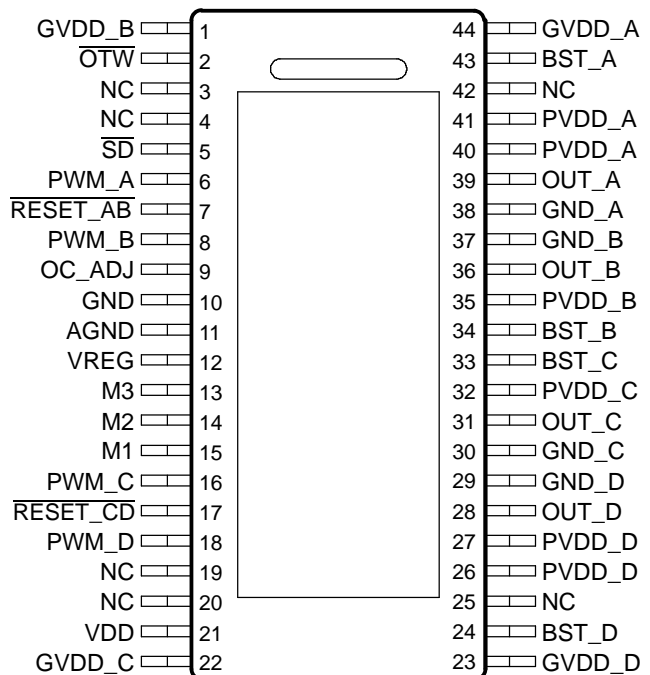 GVDD_B 1 44 GVDD_A
OTW 2 43 BST_A
NC 3 42 NC
NC 4 41 PVDD_A
SD 5 40 PVDD_A
PWM_A 6 39 OUT_A
RESET_AB 7 38 GND_A
PWM_B 8 37 GND_B
OC_ADJ 9 36 OUT_B
GND 10 35 PVDD_B
AGND 11 34 BST_B
VREG 12 33 BST_C
M3 13 32 PVDD_C
M2 14 31 OUT_C
M1 15 30 GND_C
PWM_C 16 29 GND_D
RESET_CD 17 28 OUT_D
PWM_D 18 27 PVDD_D
NC 19 26 PVDD_D
NC 20 25 NC
VDD 21 24 BST_D
GVDD_C 22 23 GVDD_D